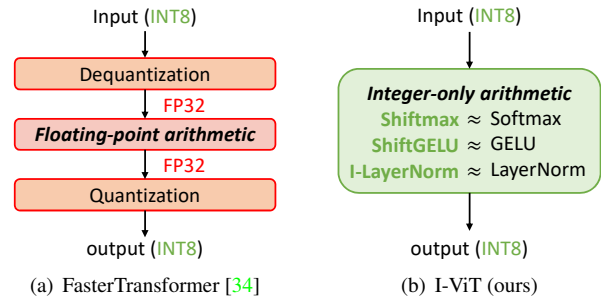 Input (INT8)
Dequantization
FP32
Floating-point arithmetic
FP32
Quantization
output (INT8)
(a) FasterTransformer [34]
Input (INT8)
Integer-only arithmetic
Shiftmax ≈ Softmax
ShiftGELU ≈ GELU
I-LayerNorm ≈ LayerNorm
output (INT8)
(b) I-ViT (ours)